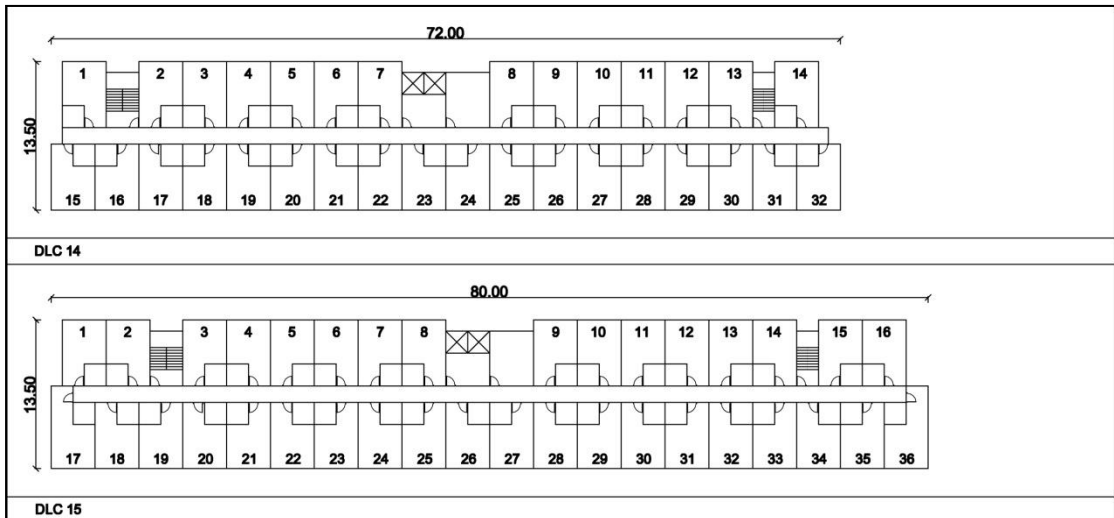 72.00
1 2 3 4 5 6 7 8 9 10 11 12 13 14
13.50
15 16 17 18 19 20 21 22 23 24 25 26 27 28 29 30 31 32
DLC 14
80.00
1 2 3 4 5 6 7 8 9 10 11 12 13 14 15 16
13.50
17 18 19 20 21 22 23 24 25 26 27 28 29 30 31 32 33 34 35 36
DLC 15